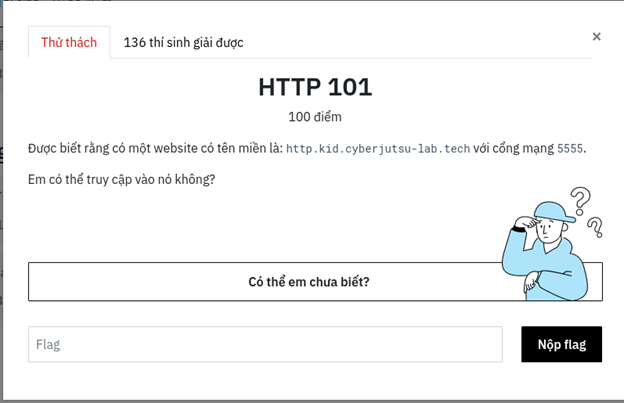 Thử thách
136 thí sinh giải được
×
HTTP 101
100 điểm
Được biết rằng có một website có tên miền là: http.kid.cyberjutsu-lab.tech với cổng mạng 5555.
Em có thể truy cập vào nó không?
? ?
Có thể em chưa biết?
Flag
Nộp flag